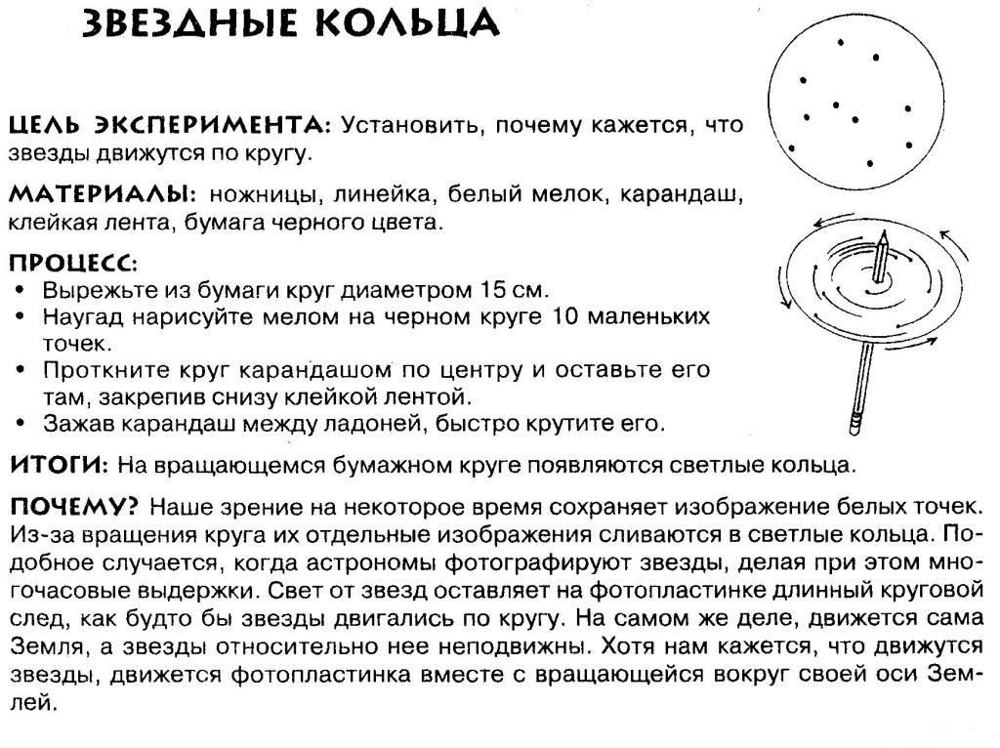 ЗВЕЗДНЫЕ КОЛЬЦА
ЦЕЛЬ ЭКСПЕРИМЕНТА: Установить, почему кажется, что
звезды движутся по кругу.
МАТЕРИАЛЫ: ножницы, линейка, белый мелок, карандаш,
клейкая лента, бумага черного цвета.
ПРОЦЕСС:
• Вырежьте из бумаги круг диаметром 15 см.
• Наугад нарисуйте мелом на черном круге 10 маленьких
точек.
• Проткните круг карандашом по центру и оставьте его
там, закрепив снизу клейкой лентой.
• Зажав карандаш между ладоней, быстро крутите его.
ИТОГИ: На вращающемся бумажном круге появляются светлые кольца.
ПОЧЕМУ? Наше зрение на некоторое время сохраняет изображение белых точек.
Из-за вращения круга их отдельные изображения сливаются в светлые кольца. По-
добное случается, когда астрономы фотографируют звезды, делая при этом мно-
гочасовые выдержки. Свет от звезд оставляет на фотопластинке длинный круговой
след, как будто бы звезды двигались по кругу. На самом же деле, движется сама
Земля, а звезды относительно нее неподвижны. Хотя нам кажется, что движутся
звезды, движется фотопластинка вместе с вращающейся вокруг своей оси Зем-
лей.